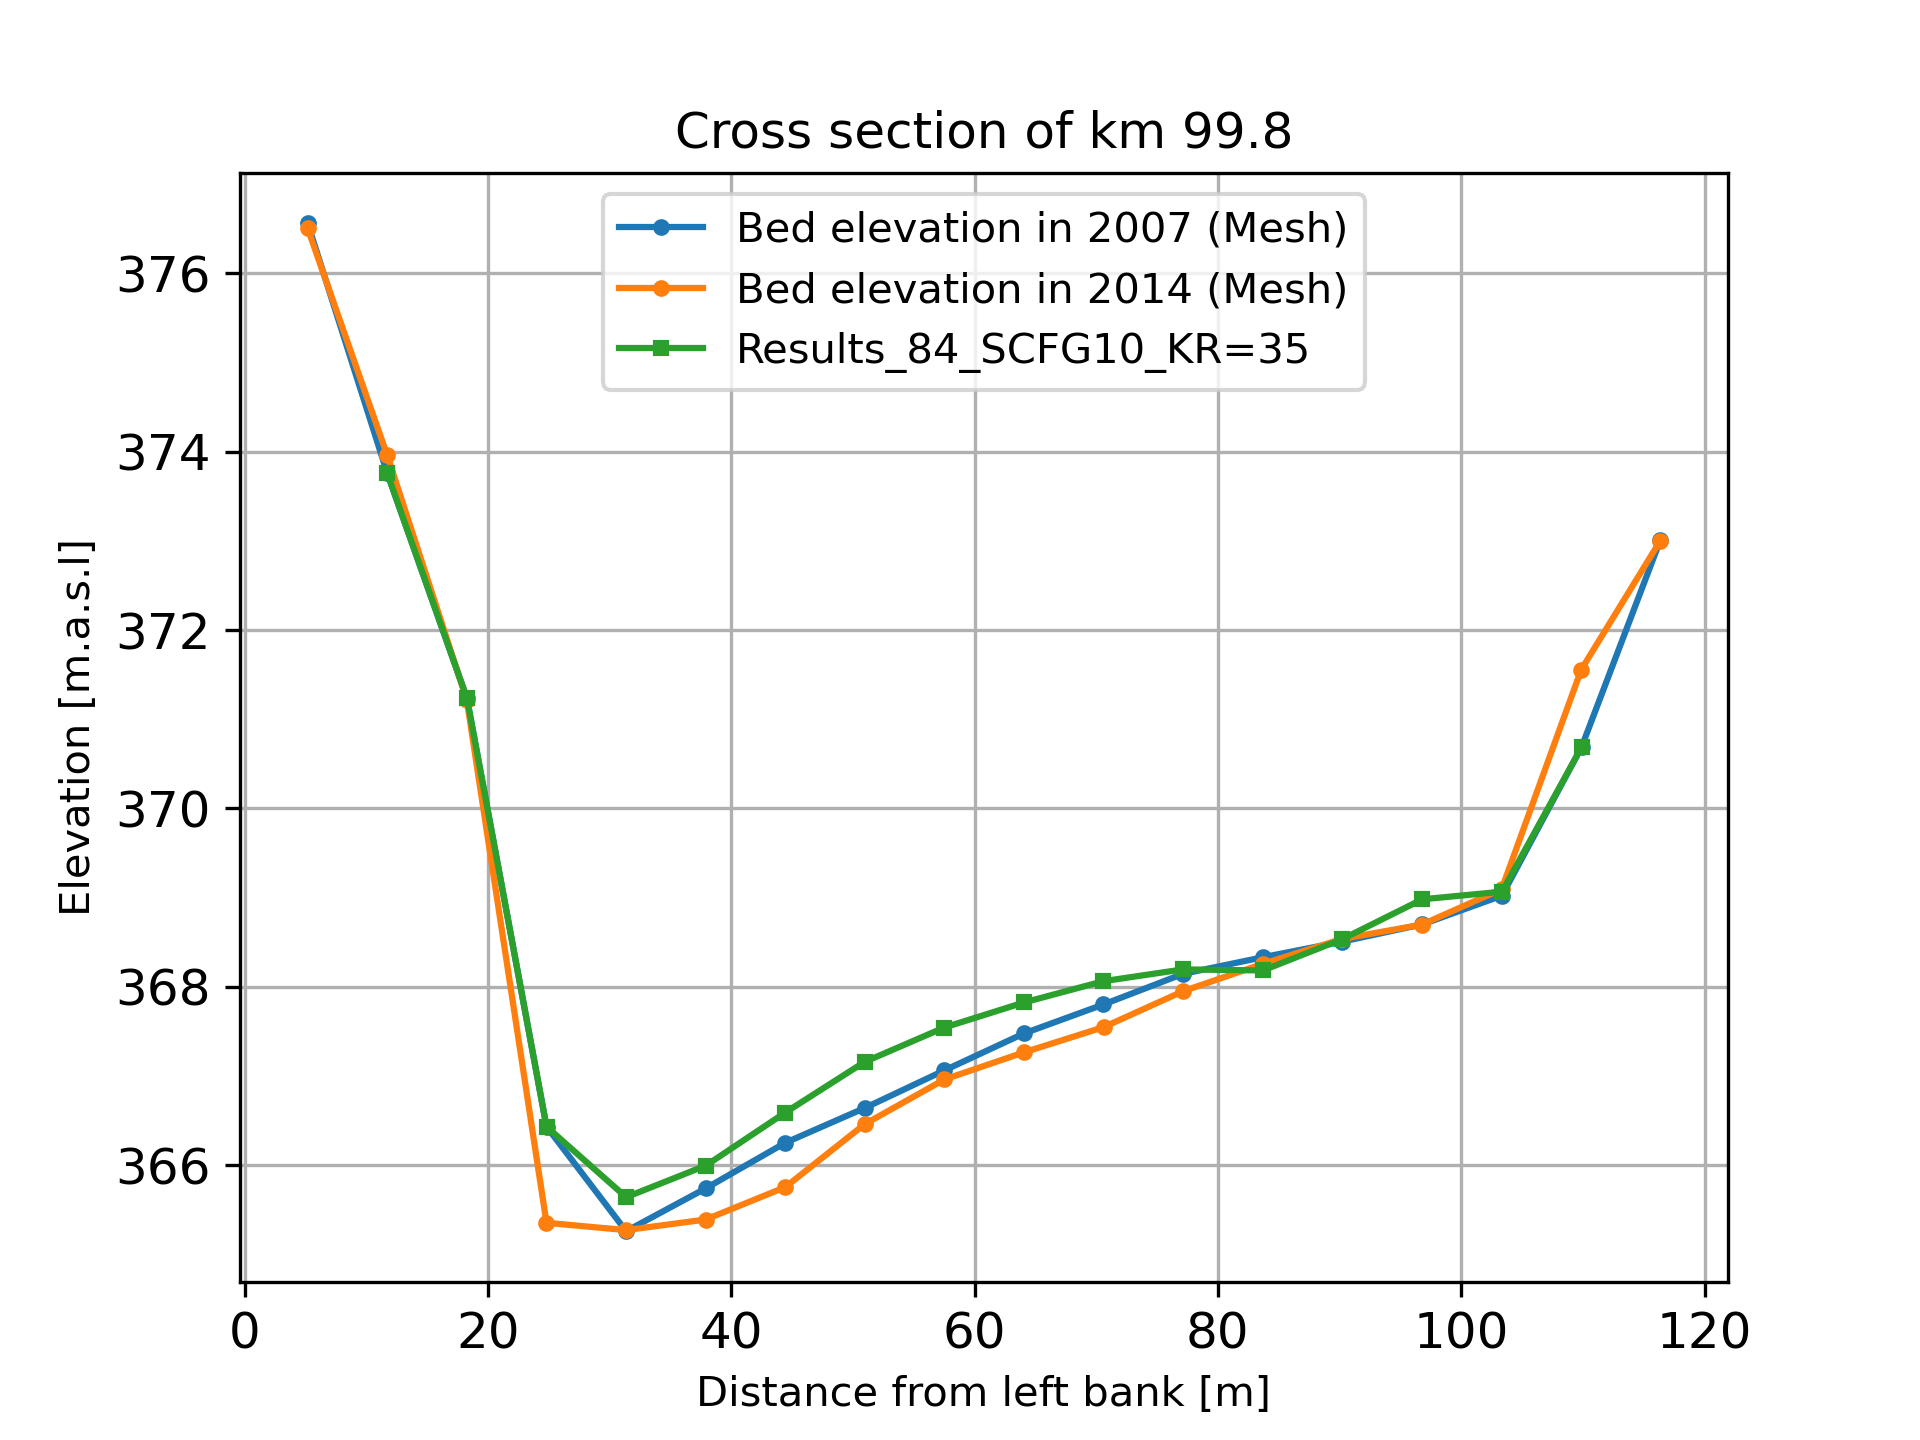 Cross section of km 99.8
Bed elevation in 2007 (Mesh)
Bed elevation in 2014 (Mesh)
Results_84_SCFG10_KR=35
Elevation [m.a.s.l]
376
374
372
370
368
366
0 20 40 60 80 100 120
Distance from left bank [m]